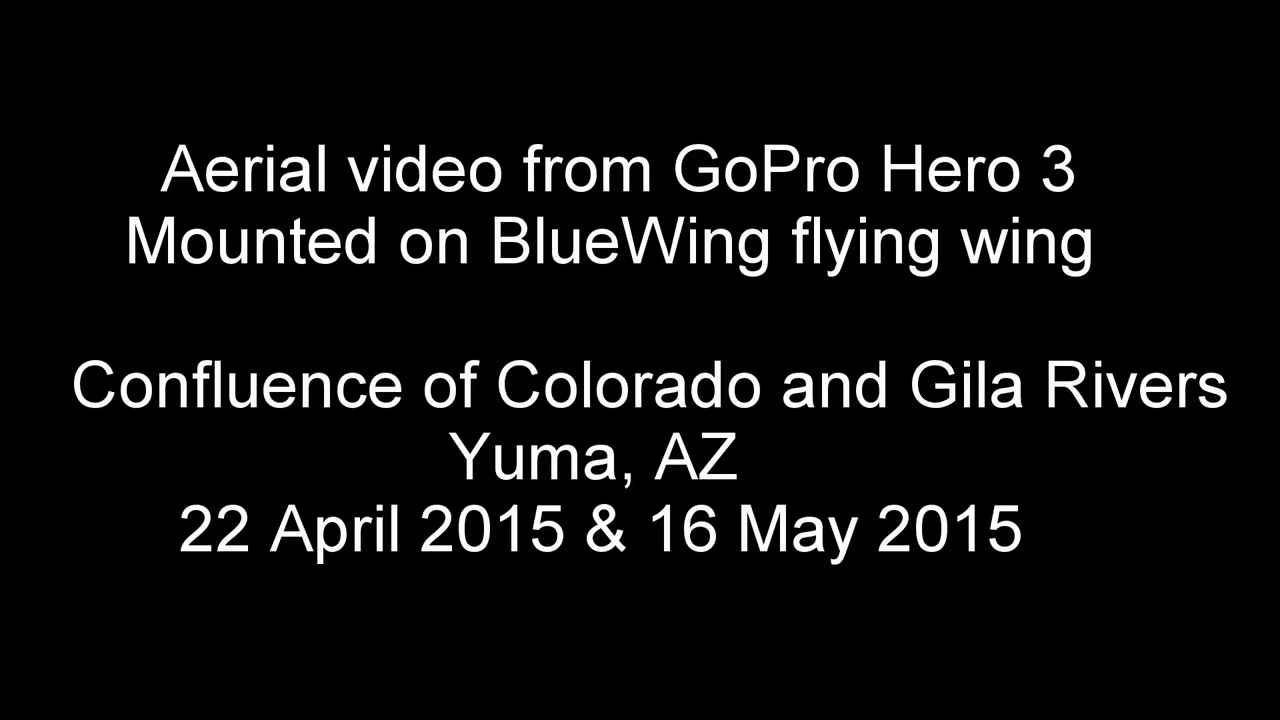 Aerial video from GoPro Hero 3
Mounted on BlueWing flying wing
Confluence of Colorado and Gila Rivers
Yuma, AZ
22 April 2015 & 16 May 2015